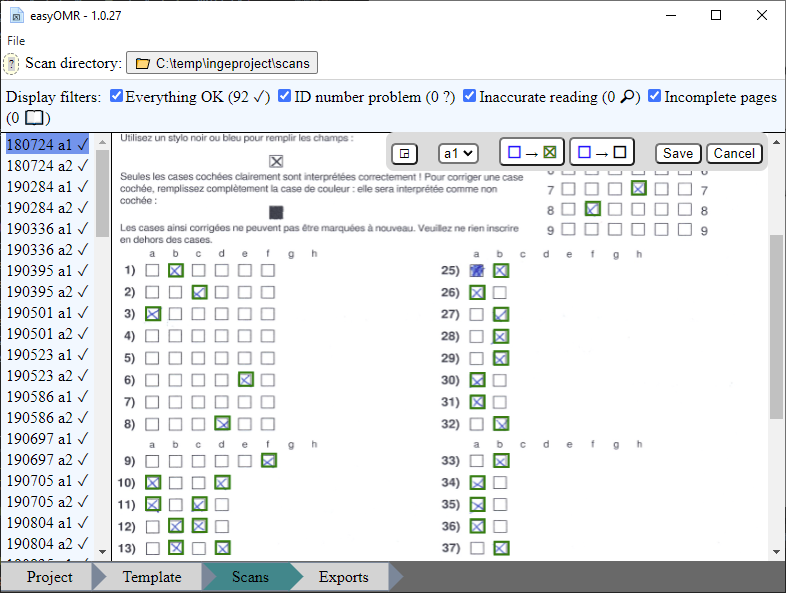 easyOMR - 1.0.27
File
? Scan directory: C:\temp\ingeproject\scans
Display filters: Everything OK (92 ✓) ID number problem (0 ?) Inaccurate reading (0 🔎) Incomplete pages
(0 📖)
180724 a1 ✓
180724 a2 ✓
190284 a1 ✓
190284 a2 ✓
190336 a1 ✓
190336 a2 ✓
190395 a1 ✓
190395 a2 ✓
190501 a1 ✓
190501 a2 ✓
190523 a1 ✓
190523 a2 ✓
190586 a1 ✓
190586 a2 ✓
190697 a1 ✓
190697 a2 ✓
190705 a1 ✓
190705 a2 ✓
190804 a1 ✓
190804 a2 ✓
a1 → → Save Cancel
Utilisez un stylo noir ou bleu pour remplir les champs :
Seules les cases cochées clairement sont interprétées correctement ! Pour corriger une case
cochée, remplissez complètement la case de couleur : elle sera interprétée comme non
cochée :
Les cases ainsi corrigées ne peuvent pas être marquées à nouveau. Veuillez ne rien inscrire
en dehors des cases.
7 7
8 8
9 9
a b c d e f g h
1)
2)
3)
4)
5)
6)
7)
8)
a b c d e f g h
9)
10)
11)
12)
13)
a b c d e f g h
25)
26)
27)
28)
29)
30)
31)
32)
a b c d e f g h
33)
34)
35)
36)
37)
Project Template Scans Exports